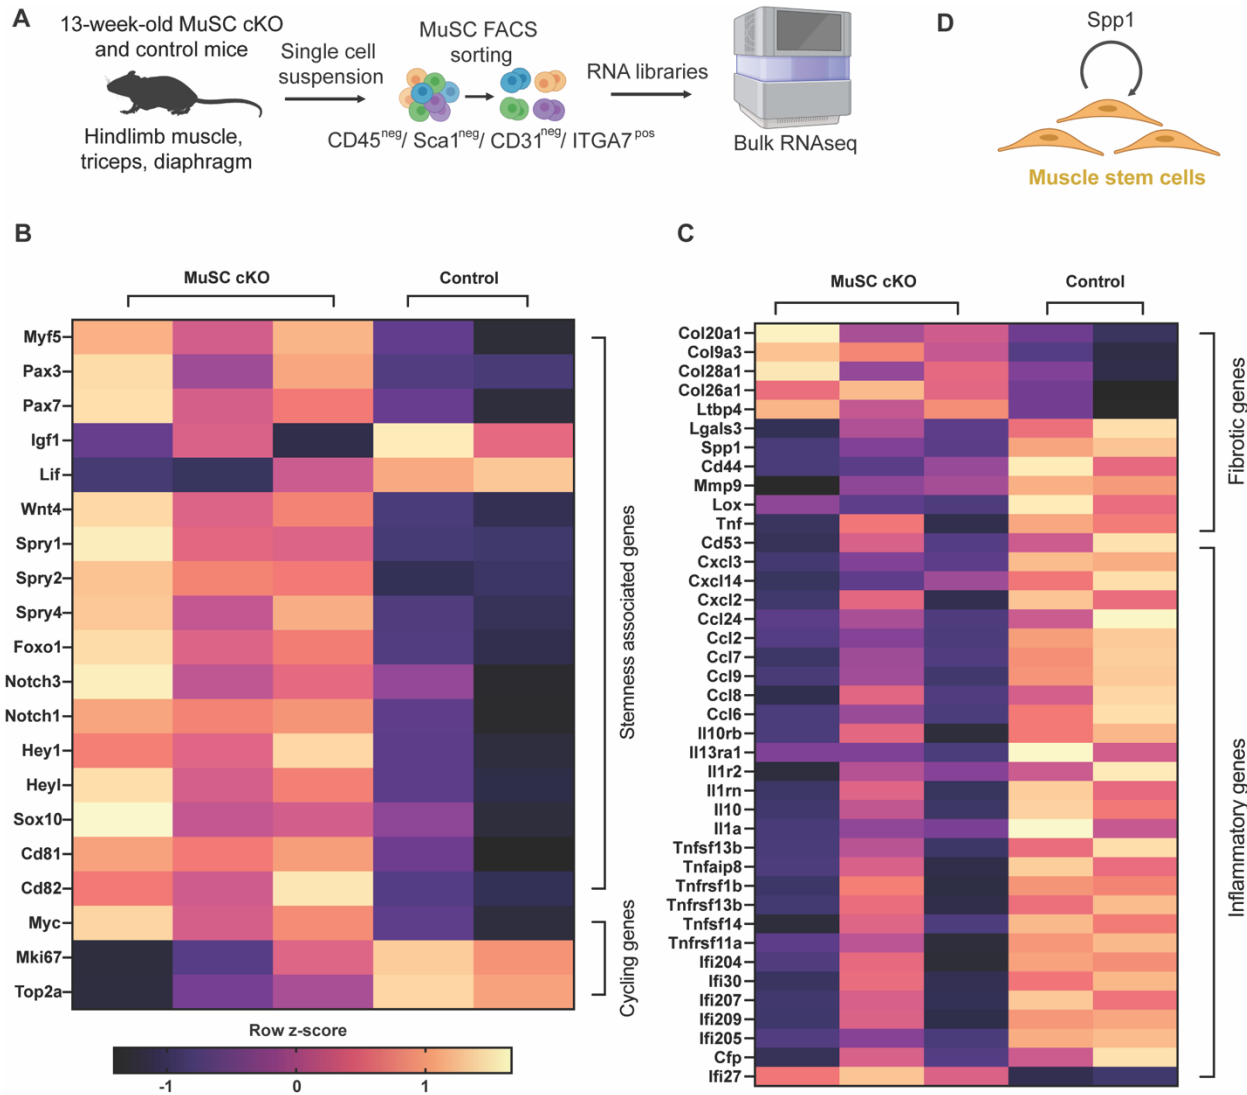 A
13-week-old MuSC cKO
and control mice
Hindlimb muscle,
triceps, diaphragm
Single cell
suspension
MuSC FACS
sorting
CD45neg/ Sca1neg/ CD31neg/ ITGA7pos
RNA libraries
Bulk RNAseq
D
Spp1
Muscle stem cells
B
MuSC cKO
Control
Myf5
Pax3
Pax7
Igf1
Lif
Wnt4
Spry1
Spry2
Spry4
Foxo1
Notch3
Notch1
Hey1
Heyl
Sox10
Cd81
Cd82
Myc
Mki67
Top2a
Stemness associated genes
Cycling genes
Row z-score
-1 0 1
C
MuSC cKO
Control
Col20a1
Col9a3
Col28a1
Col26a1
Ltbp4
Lgals3
Spp1
Cd44
Mmp9
Lox
Tnf
Cd53
Cxcl3
Cxcl14
Cxcl2
Ccl24
Ccl2
Ccl7
Ccl9
Ccl8
Ccl6
Il10rb
Il13ra1
Il1r2
Il1rn
Il10
Il1a
Tnfsf13b
Tnfaip8
Tnfrsf1b
Tnfrsf13b
Tnfsf14
Tnfrsf11a
Ifi204
Ifi30
Ifi207
Ifi209
Ifi205
Cfp
Ifi27
Fibrotic genes
Inflammatory genes